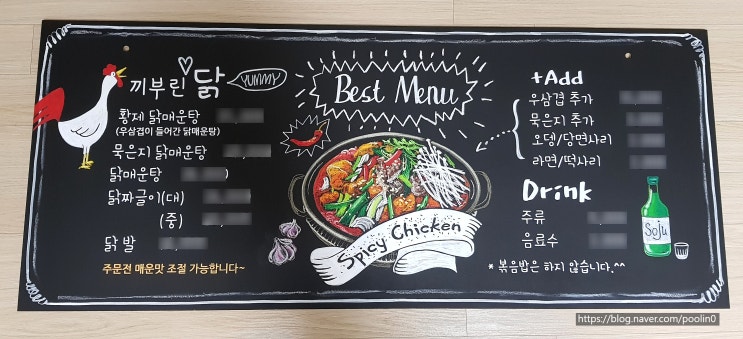 끼부린 닭
YUMMY
황제 닭매운탕
(우삼겹이 들어간 닭매운탕)
묵은지 닭매운탕
닭매운탕
닭짜글이(대)
(중)
닭발
주문전 매운맛 조절 가능합니다~
Best Menu
Spicy Chicken
+Add
우삼겹 추가
묵은지 추가
오뎅/당면사리
라면/떡사리
Drink
주류
음료수
Soju
* 볶음밥은 하지 않습니다.^^
https://blog.naver.com/poolin0